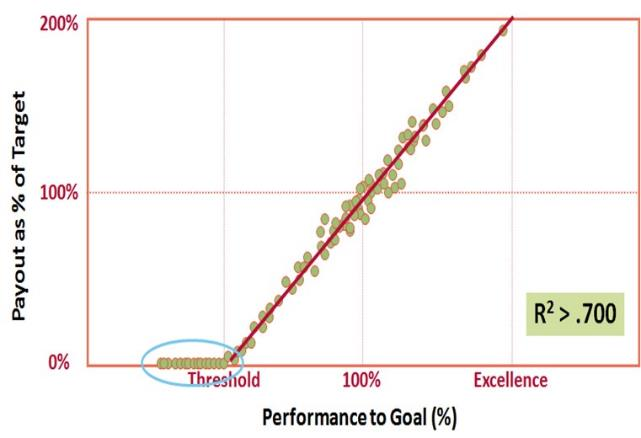 200%
Payout as % of Target
100%
R² > .700
0%
Threshold 100% Excellence
Performance to Goal (%)